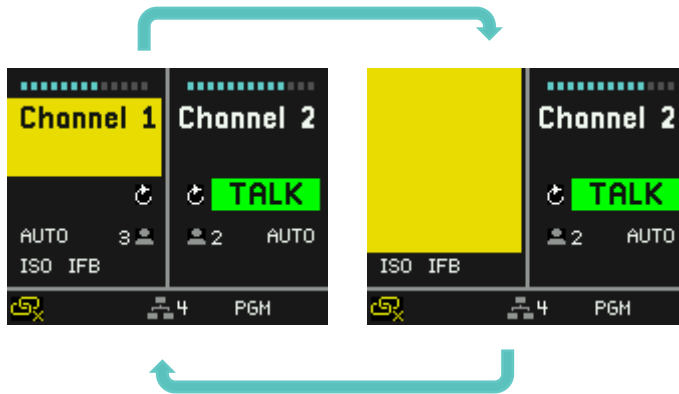 Channel 1 Channel 2
TALK
AUTO 3 2 AUTO
ISO IFB
4 PGM
Channel 2
TALK
2 AUTO
ISO IFB
4 PGM